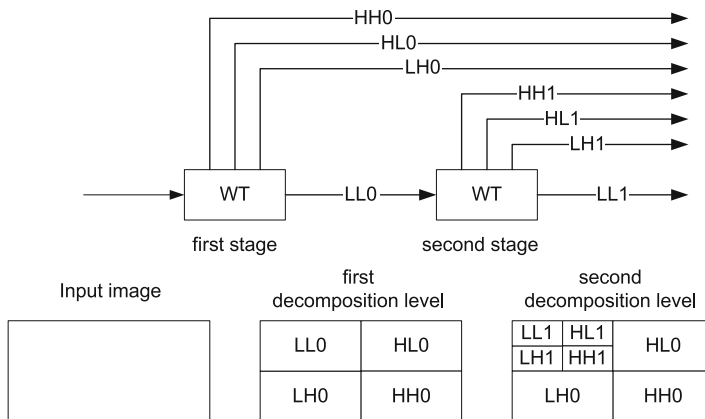 HH0
HL0
LH0
HH1
HL1
LH1
WT
LL0
WT
LL1
first stage
second stage
Input image
first
decomposition level
second
decomposition level
LL0
HL0
LH0
HH0
LL1
HL1
HL0
LH1
HH1
LH0
HH0